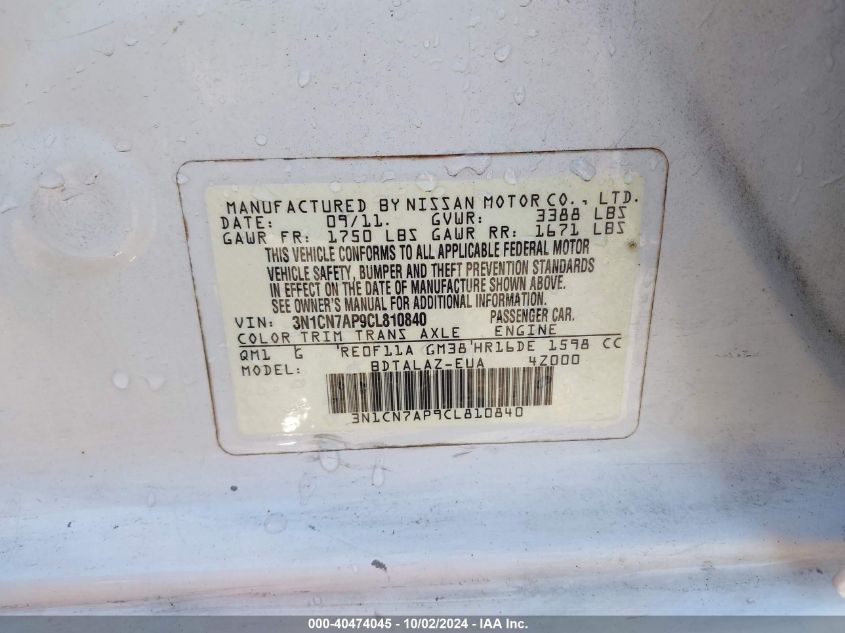 MANUFACTURED BY NISSAN MOTOR CO., LTD.
DATE: 09/11. GVWR: 3388 LBS
GAWR FR: 1750 LBS GAWR RR: 1671 LBS
THIS VEHICLE CONFORMS TO ALL APPLICABLE FEDERAL MOTOR
VEHICLE SAFETY, BUMPER AND THEFT PREVENTION STANDARDS
IN EFFECT ON THE DATE OF MANUFACTURE SHOWN ABOVE.
SEE OWNER'S MANUAL FOR ADDITIONAL INFORMATION.
VIN: 3N1CN7AP9CL810840 PASSENGER CAR.
COLOR TRIM TRANS AXLE ENGINE
QM1 G RE0F11A GM38 HR16DE 1598 CC
MODEL: BDTALAZ-EUA 4Z000
3N1CN7AP9CL810840
000-40474045 - 10/02/2024 - IAA Inc.